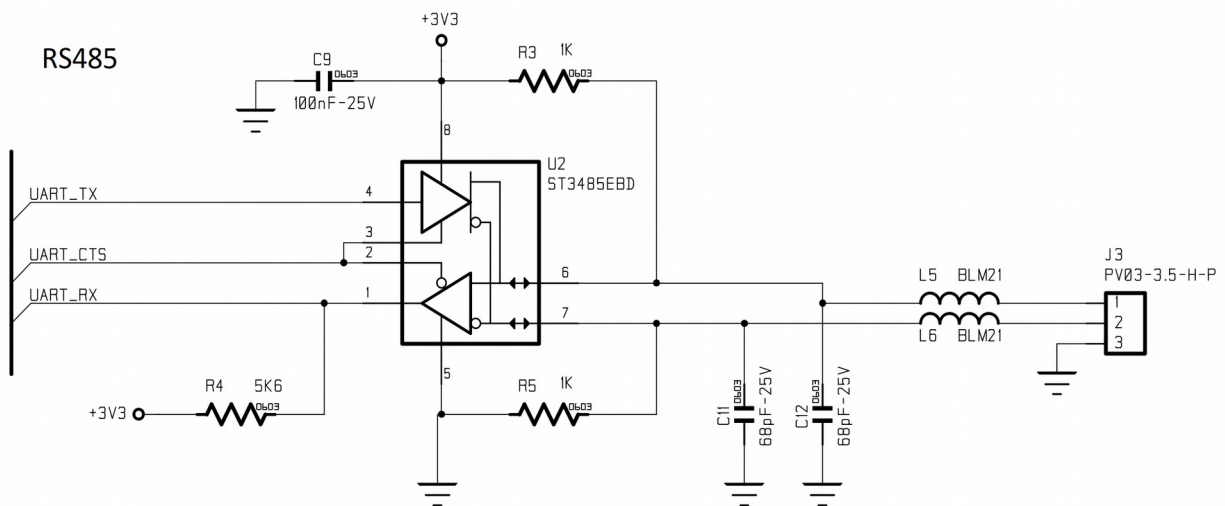 +3V3
RS485
C9
0603
100nF-25V
R3 1K
0603
8
U2
ST3485EBD
UART_TX
4
3
UART_CTS
2
UART_RX
1
6
7
J3
PV03-3.5-H-P
L5 BLM21
1
2
L6 BLM21
3
5
R4 5K6
0603
+3V3
R5 1K
0603
C11
0603
68pF-25V
C12
0603
68pF-25V